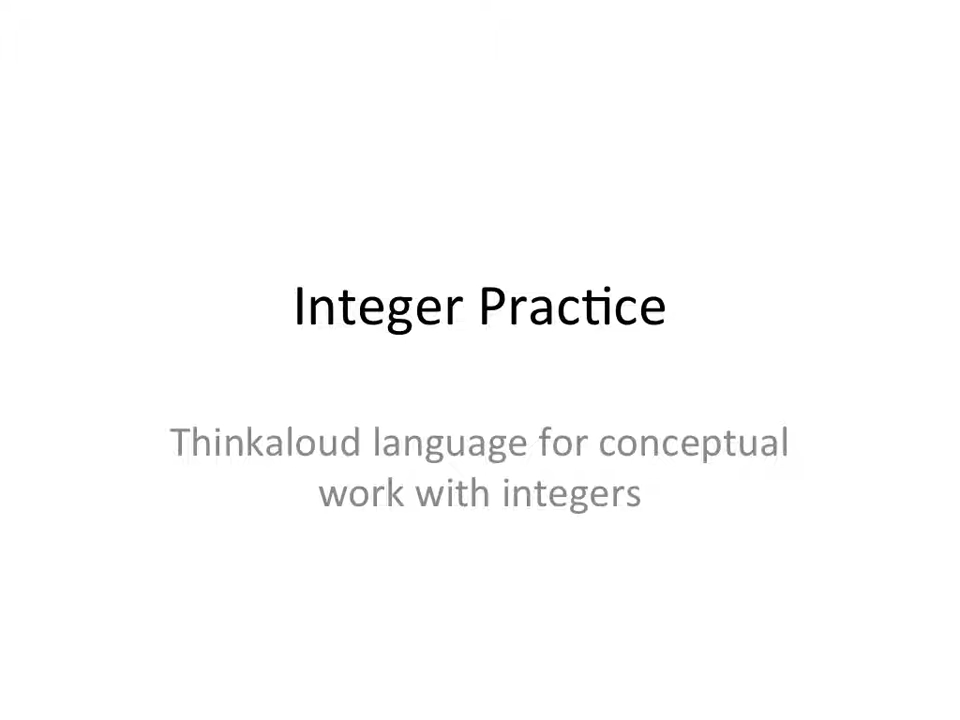 Integer Practice
Thinkaloud language for conceptual
work with integers